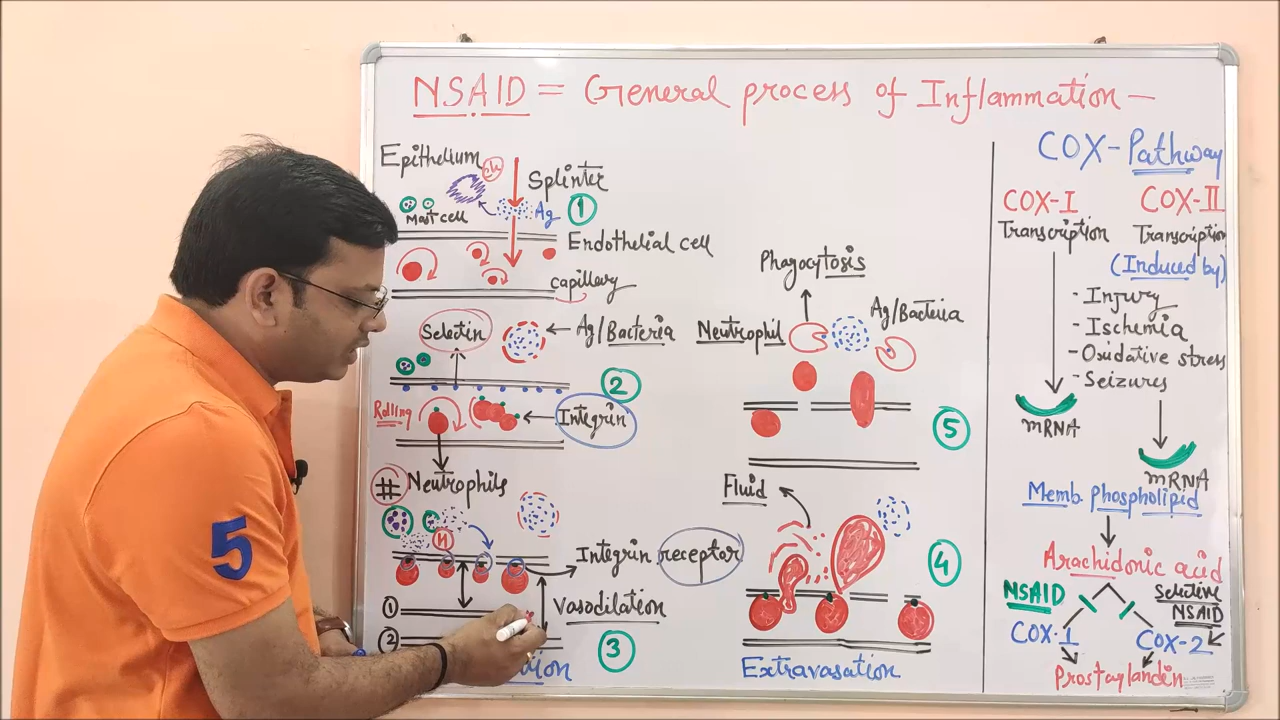 NSAID = General process of Inflammation —
Epithelium
ch
Splinter
Mast cell
Ag
1
Endothelial cell
capillary
Selectin
Ag/Bacteria
2
Rolling
Integrin
# Neutrophils
H
Integrin receptor
Vasodilation
1
2
3
Phagocytosis
Neutrophil
Ag/Bacteria
5
Fluid
4
Extravasation
COX-Pathway
COX-I
Transcription
COX-II
Transcription
(Induced by)
- Injury
- Ischemia
- Oxidative stress
- Seizures
mRNA
mRNA
Memb. Phospholipid
Arachidonic acid
NSAID
Selective
NSAID
COX-1
COX-2
Prostaylandin
5